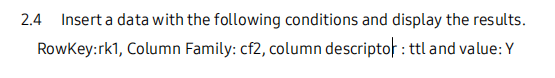 2.4 Insert a data with the following conditions and display the results.
RowKey:rk1, Column Family: cf2, column descriptor : ttl and value: Y